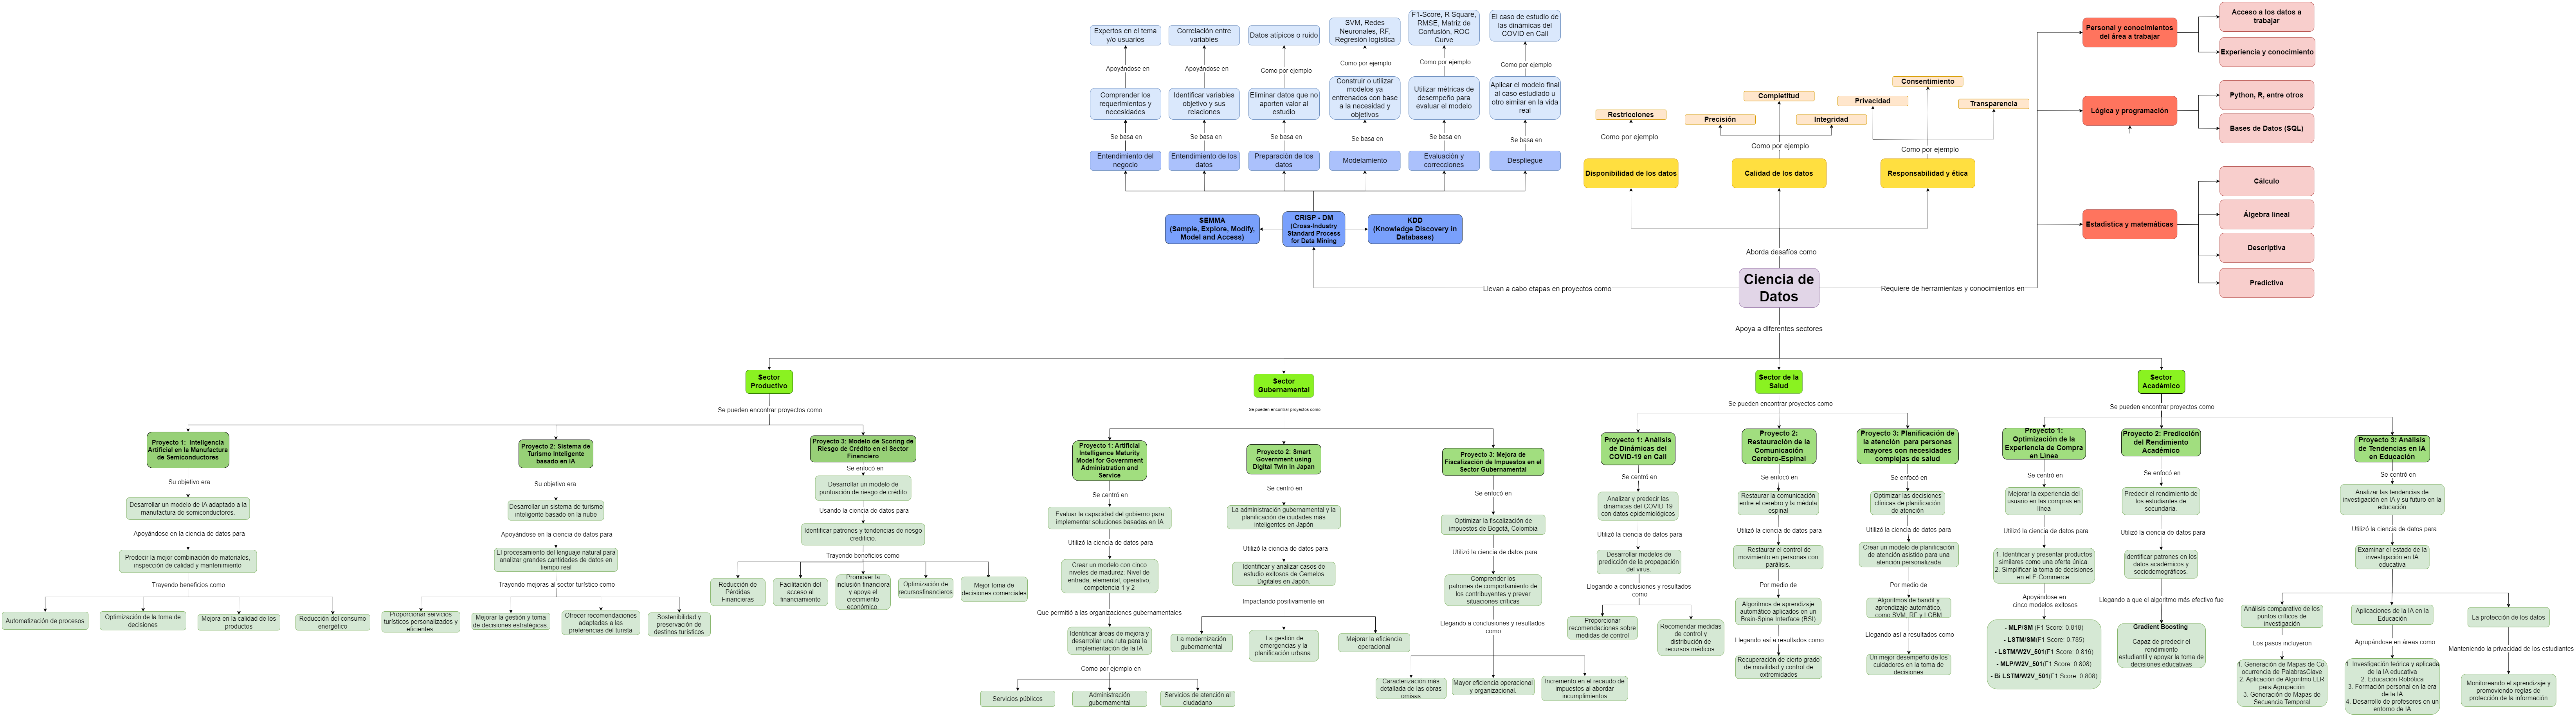 Expertos en el tema
y/o usuarios
Correlación entre
variables
Datos atípicos o ruido
SVM, Redes
Neuronales, RF,
Regresión logística
F1-Score, R Square,
RMSE, Matriz de
Confusión, ROC
Curve
El caso de estudio de
las dinámicas del
COVID en Cali
Apoyándose en
Apoyándose en
Como por ejemplo
Como por ejemplo
Como por ejemplo
Como por ejemplo
Comprender los
requerimientos y
necesidades
Identificar variables
objetivo y sus
relaciones
Eliminar datos que no
aporten valor al
estudio
Construir o utilizar
modelos ya
entrenados con base
a la necesidad y
objetivos
Utilizar métricas de
desempeño para
evaluar el modelo
Aplicar el modelo final
al caso estudiado u
otro similar en la vida
real
Se basa en
Se basa en
Se basa en
Se basa en
Se basa en
Se basa en
Entendimiento del
negocio
Entendimiento de los
datos
Preparación de los
datos
Modelamiento
Evaluación y
correcciones
Despliegue
SEMMA
(Sample, Explore, Modify,
Model and Access)
CRISP - DM
(Cross-Industry
Standard Process
for Data Mining
KDD
(Knowledge Discovery in
Databases)
Restricciones
Como por ejemplo
Disponibilidad de los datos
Completitud
Precisión
Integridad
Como por ejemplo
Calidad de los datos
Consentimiento
Privacidad
Transparencia
Como por ejemplo
Responsabilidad y ética
Aborda desafíos como
Ciencia de
Datos
Llevan a cabo etapas en proyectos como
Requiere de herramientas y conocimientos en
Personal y conocimientos
del área a trabajar
Acceso a los datos a
trabajar
Experiencia y conocimiento
Lógica y programación
Python, R, entre otros
Bases de Datos (SQL)
Estadística y matemáticas
Cálculo
Álgebra lineal
Descriptiva
Predictiva
Apoya a diferentes sectores
Sector
Productivo
Se pueden encontrar proyectos como
Proyecto 1: Inteligencia
Artificial en la Manufactura
de Semiconductores
Su objetivo era
Desarrollar un modelo de IA adaptado a la
manufactura de semiconductores.
Apoyándose en la ciencia de datos para
Predecir la mejor combinación de materiales,
inspección de calidad y mantenimiento
Trayendo beneficios como
Automatización de procesos
Optimización de la toma de
decisiones
Mejora en la calidad de los
productos
Reducción del consumo
energético
Proyecto 2: Sistema de
Turismo Inteligente
basado en IA
Su objetivo era
Desarrollar un sistema de turismo
inteligente basado en la nube
Apoyándose en la ciencia de datos para
El procesamiento del lenguaje natural para
analizar grandes cantidades de datos en
tiempo real
Trayendo mejoras al sector turístico como
Proporcionar servicios
turísticos personalizados y
eficientes.
Mejorar la gestión y toma
de decisiones estratégicas.
Ofrecer recomendaciones
adaptadas a las
preferencias del turista
Sostenibilidad y
preservación de
destinos turísticos
Proyecto 3: Modelo de Scoring de
Riesgo de Crédito en el Sector
Financiero
Se enfocó en
Desarrollar un modelo de
puntuación de riesgo de crédito
Usando la ciencia de datos para
Identificar patrones y tendencias de riesgo
crediticio.
Trayendo beneficios como
Reducción de
Pérdidas
Financieras
Facilitación del
acceso al
financiamiento
Promover la
inclusión financiera
y apoya el
crecimiento
económico.
Optimización de
recursosfinancieros
Mejor toma de
decisiones comerciales
Sector
Gubernamental
Se pueden encontrar proyectos como
Proyecto 1: Artificial
Intelligence Maturity
Model for Government
Administration and
Service
Se centró en
Evaluar la capacidad del gobierno para
implementar soluciones basadas en IA
Utilizó la ciencia de datos para
Crear un modelo con cinco
niveles de madurez: Nivel de
entrada, elemental, operativo,
competencia 1 y 2
Que permitió a las organizaciones gubernamentales
Identificar áreas de mejora y
desarrollar una ruta para la
implementación de la IA
Como por ejemplo en
Servicios públicos
Administración
gubernamental
Servicios de atención al
ciudadano
Proyecto 2: Smart
Government using
Digital Twin in Japan
Se centró en
La administración gubernamental y la
planificación de ciudades más
inteligentes en Japón
Utilizó la ciencia de datos para
Identificar y analizar casos de
estudio exitosos de Gemelos
Digitales en Japón.
Impactando positivamente en
La modernización
gubernamental
La gestión de
emergencias y la
planificación urbana.
Mejorar la eficiencia
operacional
Proyecto 3: Mejora de
Fiscalización de Impuestos en el
Sector Gubernamental
Se enfocó en
Optimizar la fiscalización de
impuestos de Bogotá, Colombia
Utilizó la ciencia de datos para
Comprender los
patrones de comportamiento de
los contribuyentes y prever
situaciones críticas
Llegando a conclusiones y resultados
como
Caracterización más
detallada de las obras
omisas
Mayor eficiencia operacional
y organizacional.
Incremento en el recaudo de
impuestos al abordar
incumplimientos
Sector de la
Salud
Se pueden encontrar proyectos como
Proyecto 1: Análisis
de Dinámicas del
COVID-19 en Cali
Se centró en
Analizar y predecir las
dinámicas del COVID-19
con datos epidemiológicos
Utilizó la ciencia de datos para
Desarrollar modelos de
predicción de la propagación
del virus.
Llegando a conclusiones y resultados
como
Proporcionar
recomendaciones sobre
medidas de control
Recomendar medidas
de control y
distribución de
recursos médicos.
Proyecto 2:
Restauración de la
Comunicación
Cerebro-Espinal
Se enfocó en
Restaurar la comunicación
entre el cerebro y la médula
espinal
Utilizó la ciencia de datos para
Restaurar el control de
movimiento en personas con
parálisis.
Por medio de
Algoritmos de aprendizaje
automático aplicados en un
Brain-Spine Interface (BSI)
Llegando así a resultados como
Recuperación de cierto grado
de movilidad y control de
extremidades
Proyecto 3: Planificación de
la atención para personas
mayores con necesidades
complejas de salud
Se enfocó en
Optimizar las decisiones
clínicas de planificación
de atención
Utilizó la ciencia de datos para
Crear un modelo de planificación
de atención asistido para una
atención personalizada
Por medio de
Algoritmos de bandit y
aprendizaje automático,
como SVM, RF y LGBM
Llegando así a resultados como
Un mejor desempeño de los
cuidadores en la toma de
decisiones
Sector
Académico
Se pueden encontrar proyectos como
Proyecto 1:
Optimización de la
Experiencia de Compra
en Línea
Se centró en
Mejorar la experiencia del
usuario en las compras en
línea
Utilizó la ciencia de datos para
1. Identificar y presentar productos
similares como una oferta única.
2. Simplificar la toma de decisiones
en el E-Commerce.
Apoyándose en
cinco modelos exitosos
- MLP/SM (F1 Score: 0.818)
- LSTM/SM(F1 Score: 0.785)
- LSTM/W2V_501(F1 Score: 0.816)
- MLP/W2V_501(F1 Score: 0.808)
- Bi LSTM/W2V_501(F1 Score: 0.808)
Proyecto 2: Predicción
del Rendimiento
Académico
Se enfocó en
Predecir el rendimiento de
los estudiantes de
secundaria.
Utilizó la ciencia de datos para
Identificar patrones en los
datos académicos y
sociodemográficos.
Llegando a que el algoritmo más efectivo fue
Gradient Boosting
Capaz de predecir el
rendimiento
estudiantil y apoyar la toma de
decisiones educativas
Proyecto 3: Análisis
de Tendencias en IA
en Educación
Se centró en
Analizar las tendencias de
investigación en IA y su futuro en la
educación
Utilizó la ciencia de datos para
Examinar el estado de la
investigación en IA
educativa
Análisis comparativo de los
puntos críticos de
investigación
Los pasos incluyeron
1. Generación de Mapas de Co-
ocurrencia de PalabrasClave
2. Aplicación de Algoritmo LLR
para Agrupación
3. Generación de Mapas de
Secuencia Temporal
Aplicaciones de la IA en la
Educación
Agrupándose en áreas como
1. Investigación teórica y aplicada
de la IA educativa
2. Educación Robótica
3. Formación personal en la era
de la IA
4. Desarrollo de profesores en un
entorno de IA
La protección de los datos
Manteniendo la privacidad de los estudiantes
Monitoreando el aprendizaje y
promoviendo reglas de
protección de la información